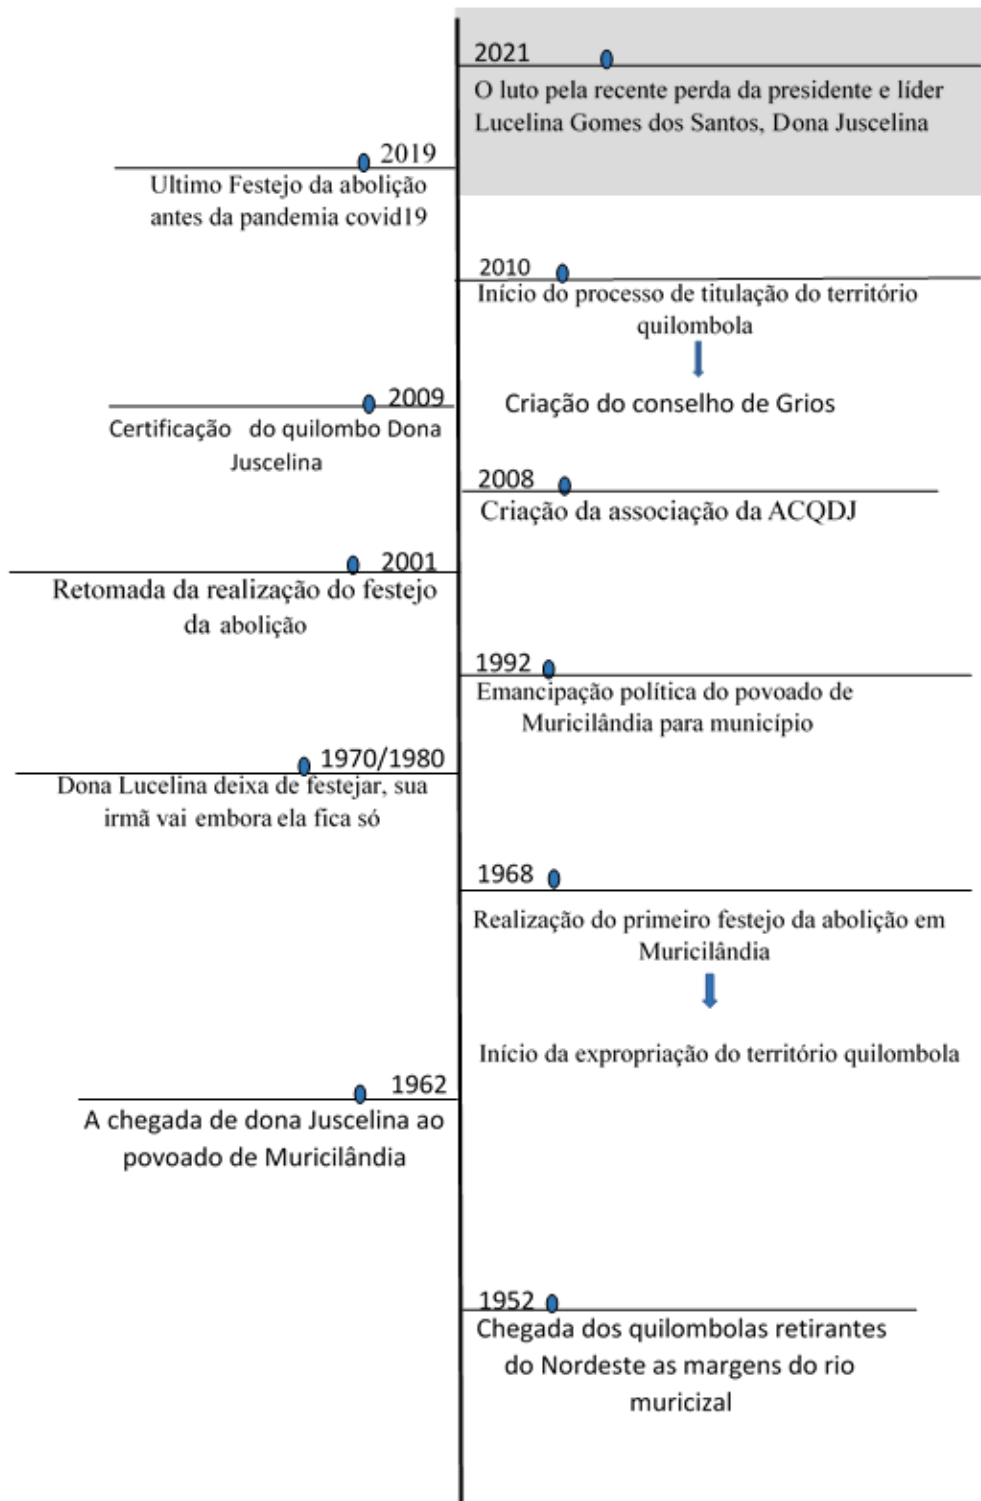 2021
O luto pela recente perda da presidente e líder
Lucelina Gomes dos Santos, Dona Juscelina
2019
Ultimo Festejo da abolição
antes da pandemia covid19
2010
Início do processo de titulação do território
quilombola
Criação do conselho de Grios
2009
Certificação do quilombo Dona
Juscelina
2008
Criação da associação da ACQDJ
2001
Retomada da realização do festejo
da abolição
1992
Emancipação política do povoado de
Muricilândia para município
1970/1980
Dona Lucelina deixa de festejar, sua
irmã vai embora ela fica só
1968
Realização do primeiro festejo da abolição em
Muricilândia
Início da expropriação do território quilombola
1962
A chegada de dona Juscelina ao
povoado de Muricilândia
1952
Chegada dos quilombolas retirantes
do Nordeste as margens do rio
muricizal